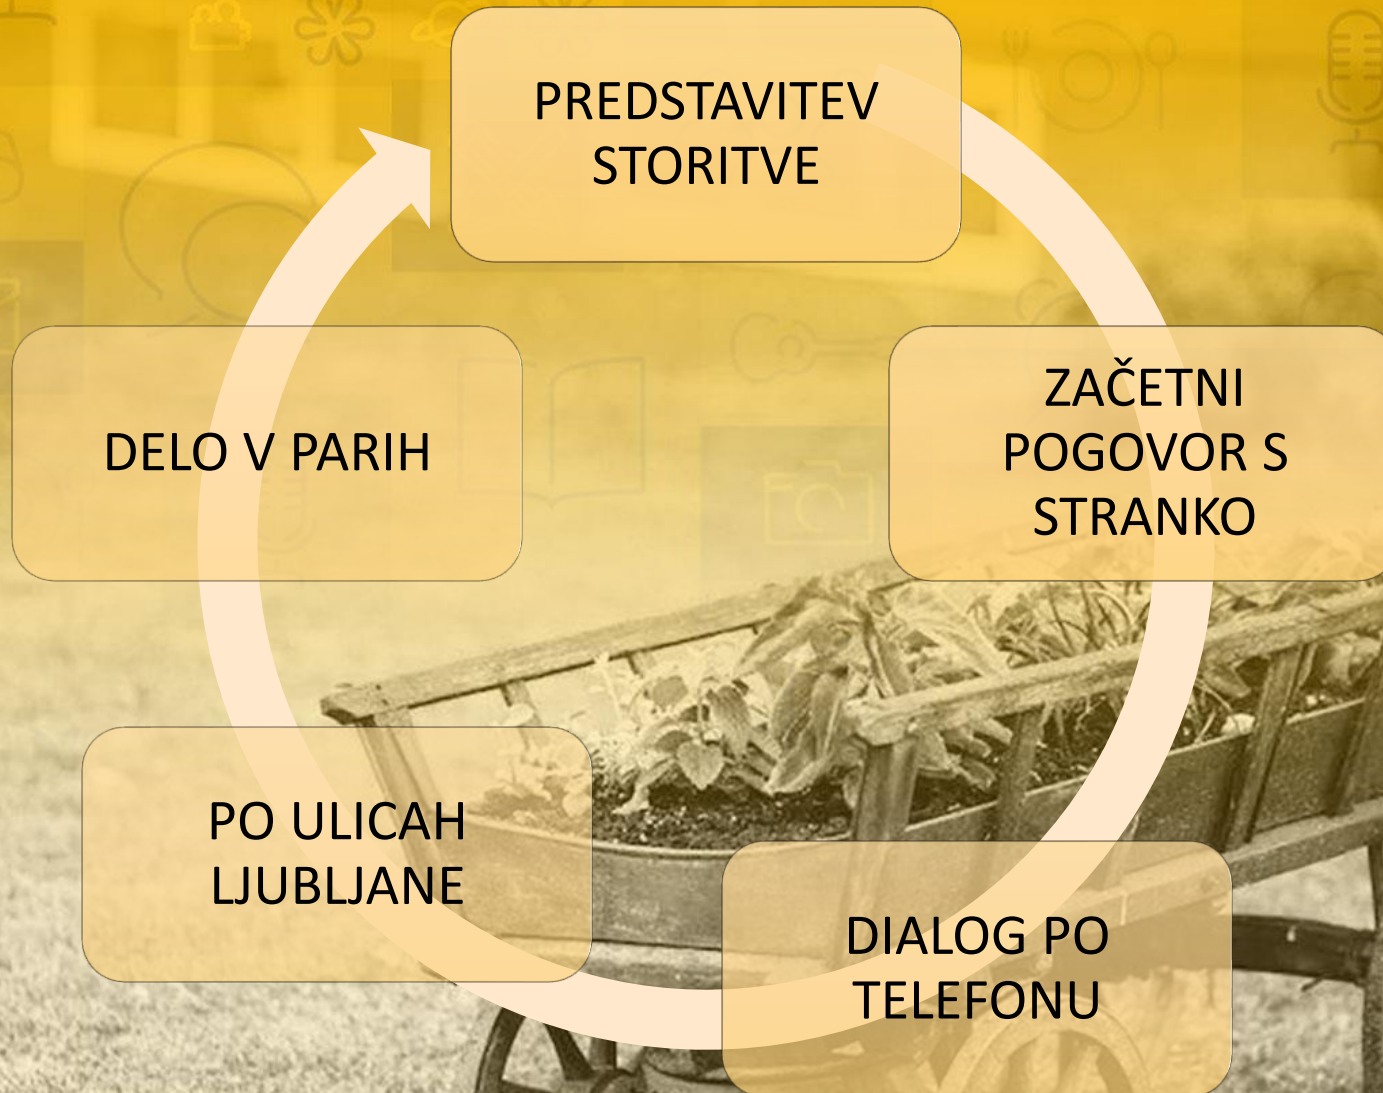 PREDSTAVITEV
STORITVE
ZAČETNI
POGOVOR S
STRANKO
DIALOG PO
TELEFONU
PO ULICAH
LJUBLJANE
DELO V PARIH